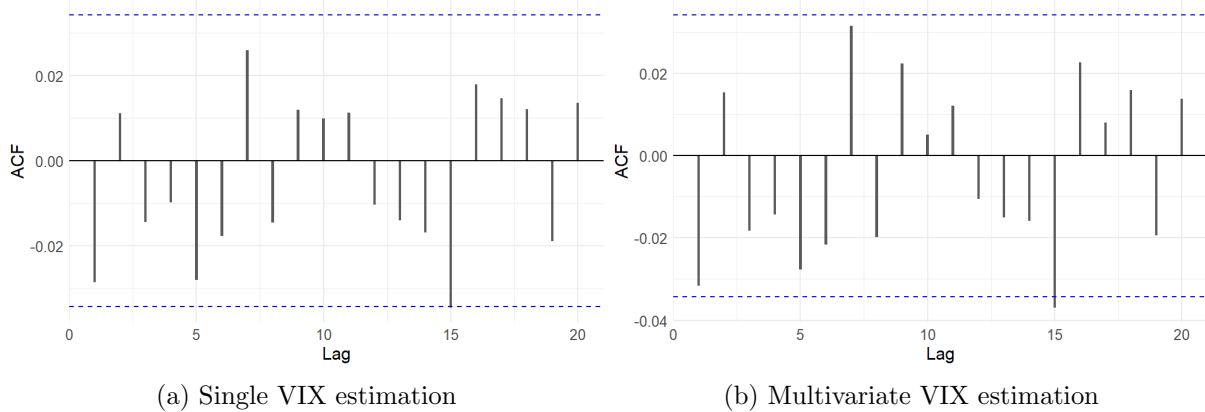 ACF
0.02
0.00
-0.02
0 5 10 15 20
Lag
(a) Single VIX estimation
ACF
0.02
0.00
-0.02
-0.04
0 5 10 15 20
Lag
(b) Multivariate VIX estimation